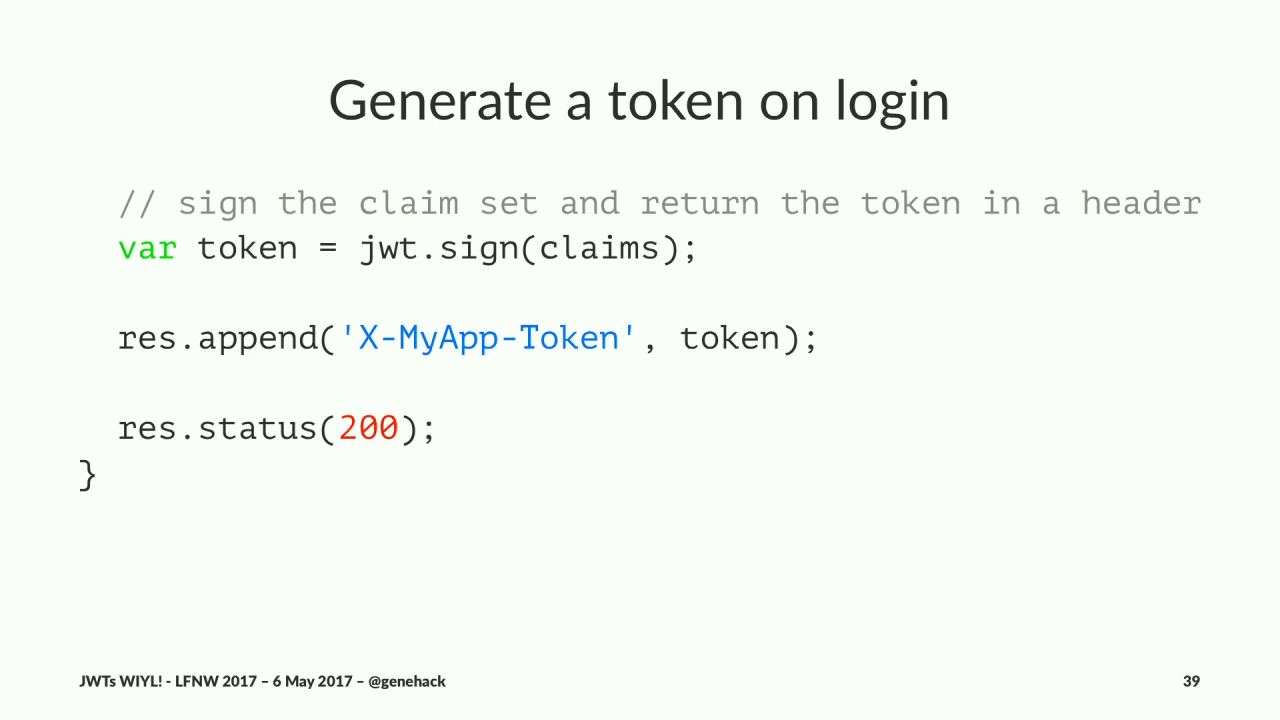 Generate a token on login
// sign the claim set and return the token in a header
var token = jwt.sign(claims);
res.append('X-MyApp-Token', token);
res.status(200);
}
JWTs WIYL! - LFNW 2017 – 6 May 2017 – @genehack
39